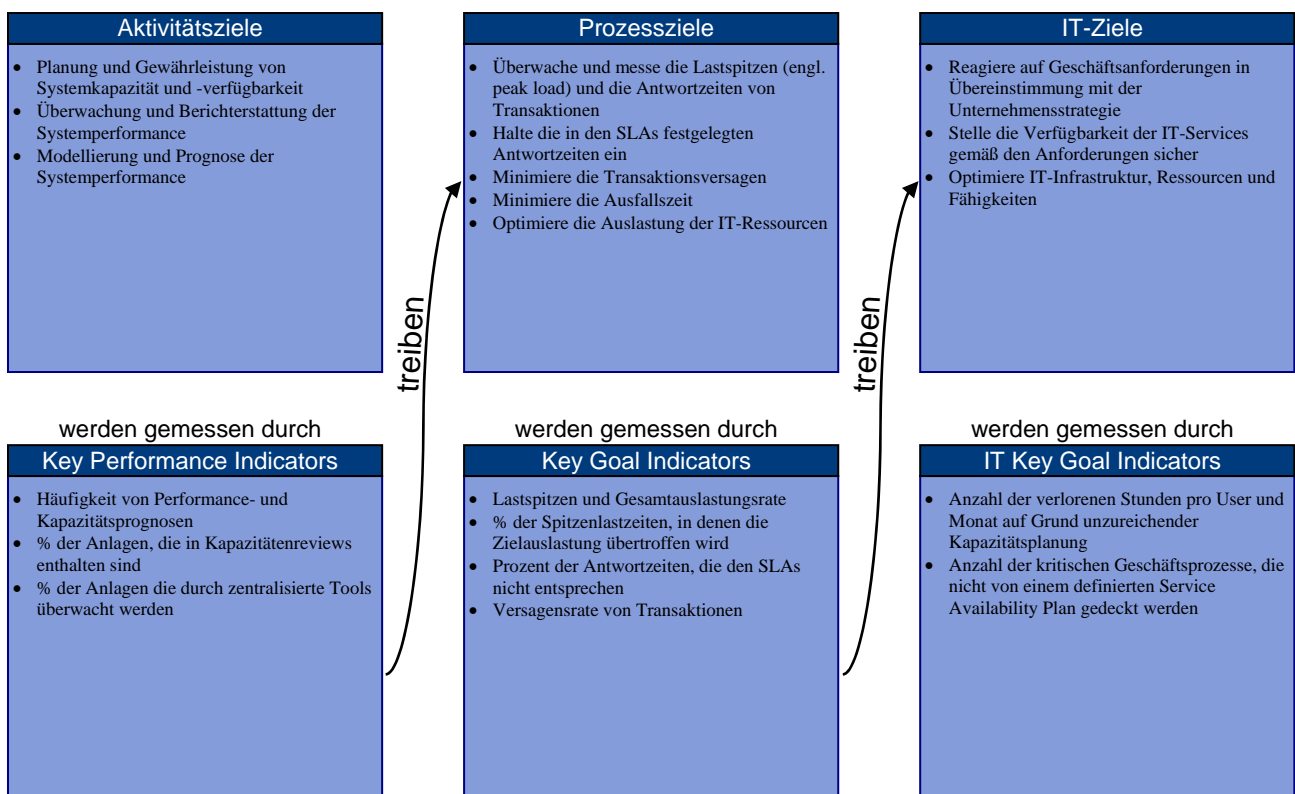 Aktivitätsziele
• Planung und Gewährleistung von
Systemkapazität und -verfügbarkeit
• Überwachung und Berichterstattung der
Systemperformance
• Modellierung und Prognose der
Systemperformance
Prozessziele
• Überwache und messe die Lastspitzen (engl.
peak load) und die Antwortzeiten von
Transaktionen
• Halte die in den SLAs festgelegten
Antwortzeiten ein
• Minimiere die Transaktionsversagen
• Minimiere die Ausfallszeit
• Optimiere die Auslastung der IT-Ressourcen
IT-Ziele
• Reagiere auf Geschäftsanforderungen in
Übereinstimmung mit der
Unternehmensstrategie
• Stelle die Verfügbarkeit der IT-Services
gemäß den Anforderungen sicher
• Optimiere IT-Infrastruktur, Ressourcen und
Fähigkeiten
treiben
treiben
werden gemessen durch
Key Performance Indicators
• Häufigkeit von Performance- und
Kapazitätsprognosen
• % der Anlagen, die in Kapazitätenreviews
enthalten sind
• % der Anlagen die durch zentralisierte Tools
überwacht werden
werden gemessen durch
Key Goal Indicators
• Lastspitzen und Gesamtauslastungsrate
• % der Spitzenlastzeiten, in denen die
Zielauslastung übertroffen wird
• Prozent der Antwortzeiten, die den SLAs
nicht entsprechen
• Versagensrate von Transaktionen
werden gemessen durch
IT Key Goal Indicators
• Anzahl der verlorenen Stunden pro User und
Monat auf Grund unzureichender
Kapazitätsplanung
• Anzahl der kritischen Geschäftsprozesse, die
nicht von einem definierten Service
Availability Plan gedeckt werden